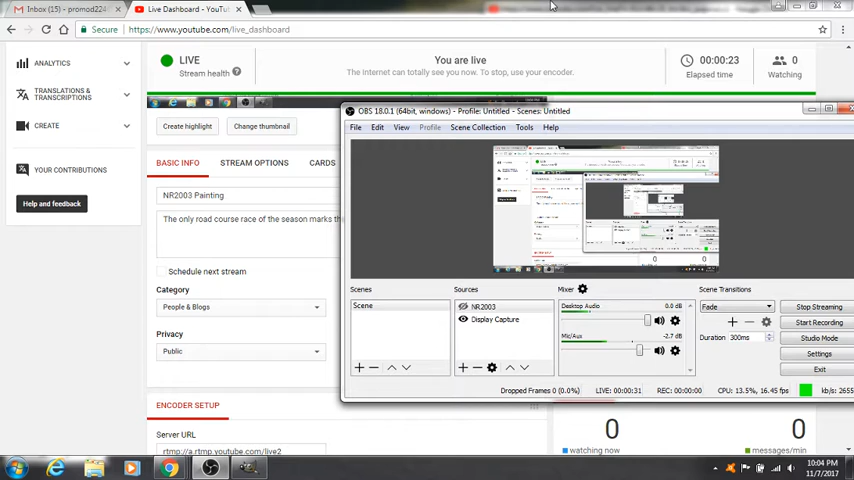 Inbox (15) - promod224
Live Dashboard - YouTu
Secure
https://www.youtube.com/live_dashboard
ANALYTICS
TRANSLATIONS &
TRANSCRIPTIONS
CREATE
YOUR CONTRIBUTIONS
Help and feedback
LIVE
Stream health
You are live
The Internet can totally see you now. To stop, use your encoder.
00:00:23
Elapsed time
0
Watching
Create highlight
Change thumbnail
BASIC INFO
STREAM OPTIONS
CARDS
NR2003 Painting
The only road course race of the season marks th
Schedule next stream
Category
People & Blogs
Privacy
Public
ENCODER SETUP
Server URL
rtmp://a.rtmp.youtube.com/live2
OBS 18.0.1 (64bit, windows) - Profile: Untitled - Scenes: Untitled
File
Edit
View
Profile
Scene Collection
Tools
Help
Scenes
Scene
Sources
NR2003
Display Capture
Mixer
Desktop Audio
0.0 dB
Mic/Aux
-2.7 dB
Scene Transitions
Fade
Duration
300ms
Stop Streaming
Start Recording
Studio Mode
Settings
Exit
Dropped Frames 0 (0.0%)
LIVE: 00:00:31
REC: 00:00:00
CPU: 13.5%, 16.45 fps
kb/s: 2655
0
watching now
0
messages/min
10:04 PM
11/7/2017